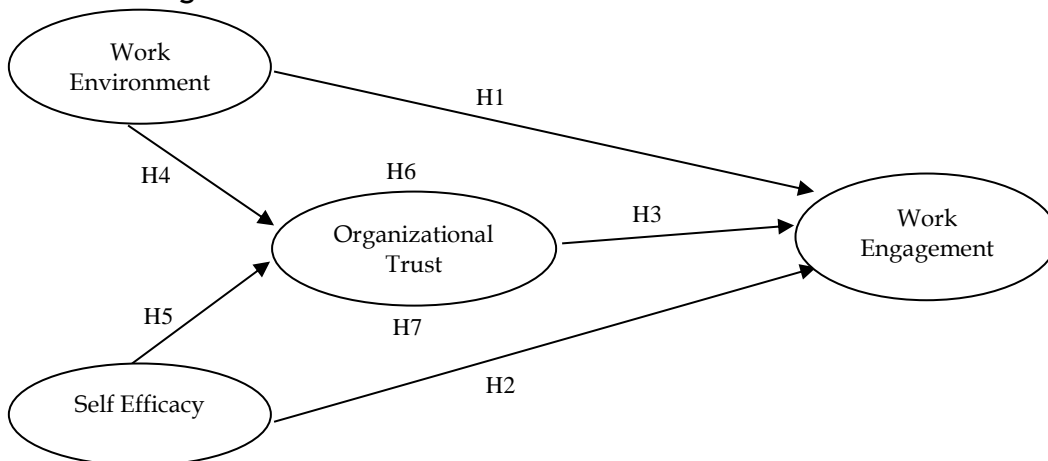 Work
Environment
H1
H4
H6
Organizational
Trust
H3
Work
Engagement
H5
H7
Self Efficacy
H2